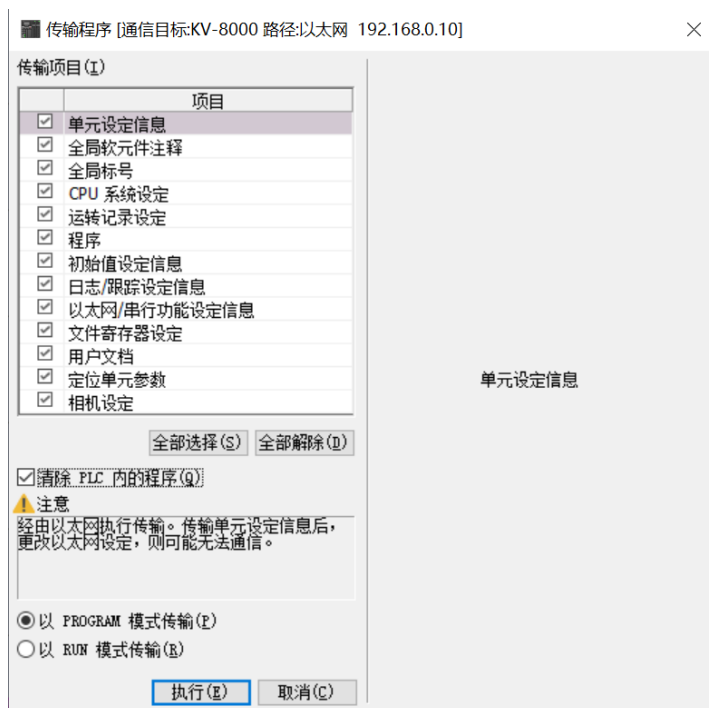 传输程序 [通信目标:KV-8000 路径:以太网 192.168.0.10]
传输项目(I)
项目
单元设定信息
全局软元件注释
全局标号
CPU 系统设定
运转记录设定
程序
初始值设定信息
日志/跟踪设定信息
以太网/串行功能设定信息
文件寄存器设定
用户文档
定位单元参数
相机设定
单元设定信息
全部选择(S) 全部解除(D)
清除 PLC 内的程序(Q)
注意
经由以太网执行传输。传输单元设定信息后，
更改以太网设定，则可能无法通信。
以 PROGRAM 模式传输(P)
以 RUN 模式传输(R)
执行(E) 取消(C)